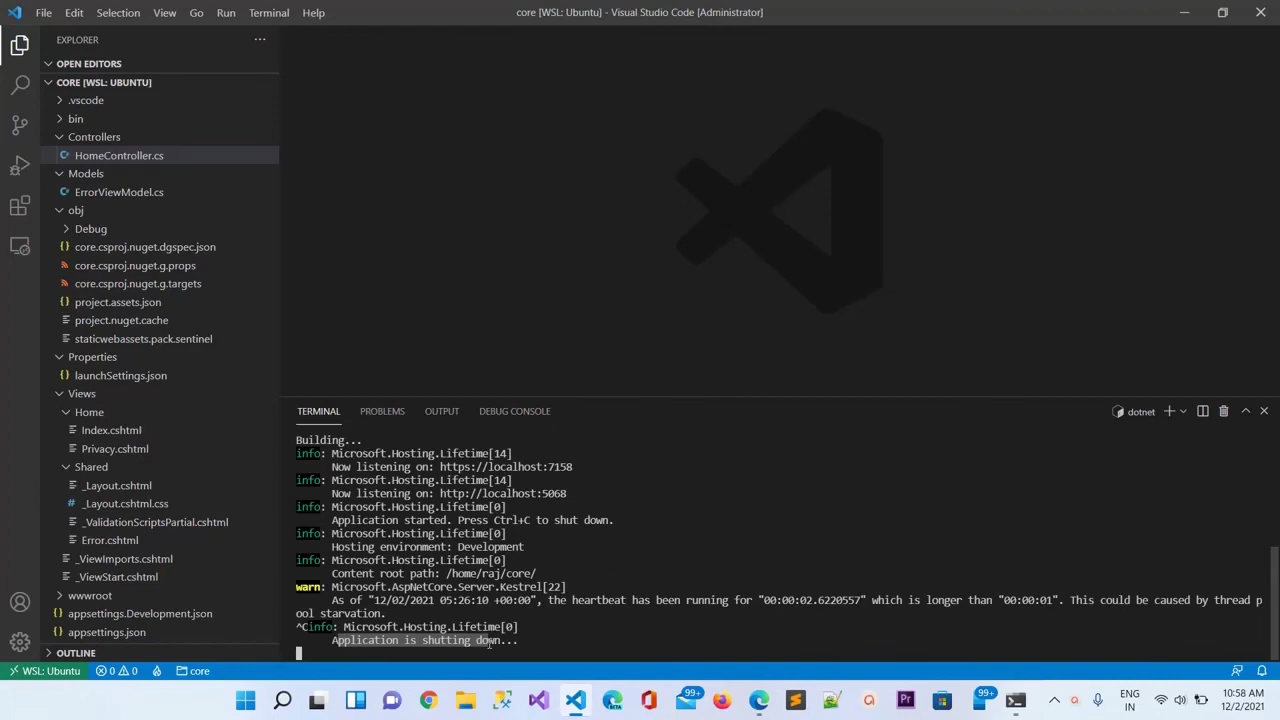 File Edit Selection View Go Run Terminal Help
core [WSL: Ubuntu] - Visual Studio Code [Administrator]
EXPLORER
OPEN EDITORS
CORE [WSL: UBUNTU]
.vscode
bin
Controllers
HomeController.cs
Models
ErrorViewModel.cs
obj
Debug
core.csproj.nuget.dgspec.json
core.csproj.nuget.g.props
core.csproj.nuget.g.targets
project.assets.json
project.nuget.cache
staticwebassets.pack.sentinel
Properties
launchSettings.json
Views
Home
Index.cshtml
Privacy.cshtml
Shared
_Layout.cshtml
_Layout.cshtml.css
_ValidationScriptsPartial.cshtml
Error.cshtml
_ViewImports.cshtml
_ViewStart.cshtml
wwwroot
appsettings.Development.json
appsettings.json
OUTLINE
TERMINAL PROBLEMS OUTPUT DEBUG CONSOLE
dotnet
Building...
info: Microsoft.Hosting.Lifetime[14]
Now listening on: https://localhost:7158
info: Microsoft.Hosting.Lifetime[14]
Now listening on: http://localhost:5068
info: Microsoft.Hosting.Lifetime[0]
Application started. Press Ctrl+C to shut down.
info: Microsoft.Hosting.Lifetime[0]
Hosting environment: Development
info: Microsoft.Hosting.Lifetime[0]
Content root path: /home/raj/core/
warn: Microsoft.AspNetCore.Server.Kestrel[22]
As of "12/02/2021 05:26:10 +00:00", the heartbeat has been running for "00:00:02.6220557" which is longer than "00:00:01". This could be caused by thread p
ool starvation.
^Cinfo: Microsoft.Hosting.Lifetime[0]
Application is shutting down...
WSL: Ubuntu 0 0 core
99+
Pr
99+
BETA
ENG
IN
10:58 AM
12/2/2021